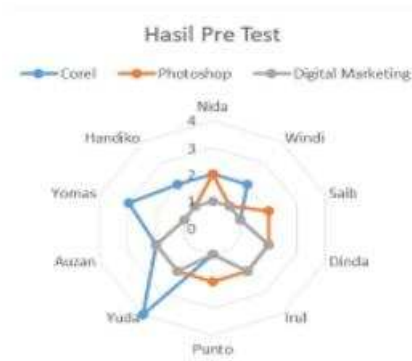 Hasil Pre Test
Corel Photoshop Digital Marketing
Nida
Handiko Windi
4
3
Yomas Saib
2
1
0
Auzan Dinda
Yuda Irul
Punto